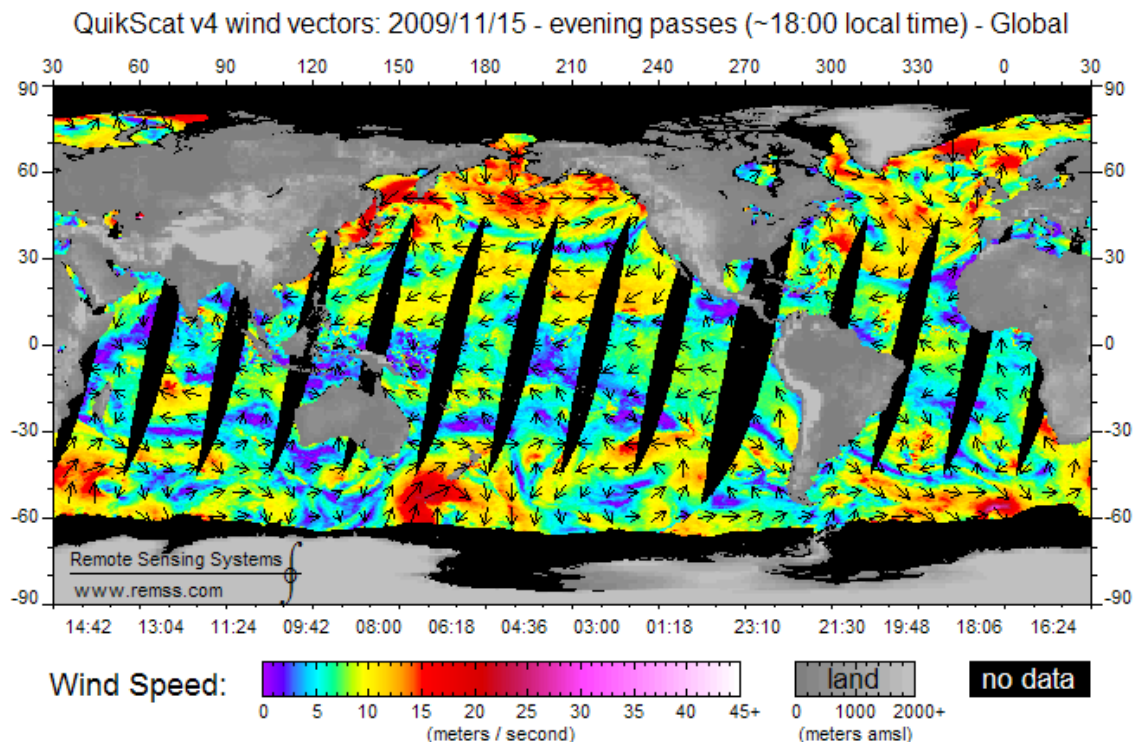 QuikScat v4 wind vectors: 2009/11/15 - evening passes (~18:00 local time) - Global
30 60 90 120 150 180 210 240 270 300 330 0 30
90 90
60 60
30 30
0 0
-30 -30
-60 -60
-90 -90
Remote Sensing Systems
www.remss.com
14:42 13:04 11:24 09:42 08:00 06:18 04:36 03:00 01:18 23:10 21:30 19:48 18:06 16:24
Wind Speed: land no data
0 5 10 15 20 25 30 35 40 45+ 0 1000 2000+
(meters / second) (meters amsl)